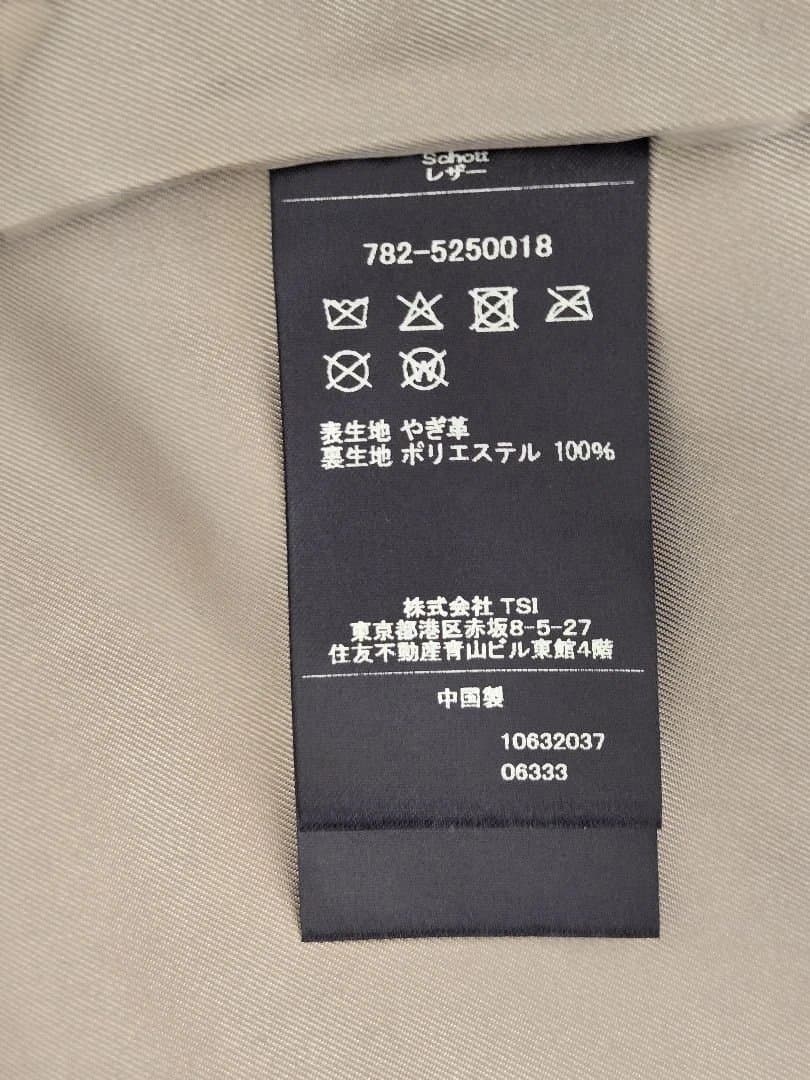 Schott
レザー
782-5250018
W
表生地 やぎ革
裏生地 ポリエステル 100%
株式会社 TSI
東京都港区赤坂8-5-27
住友不動産青山ビル東館4階
中国製
10632037
06333